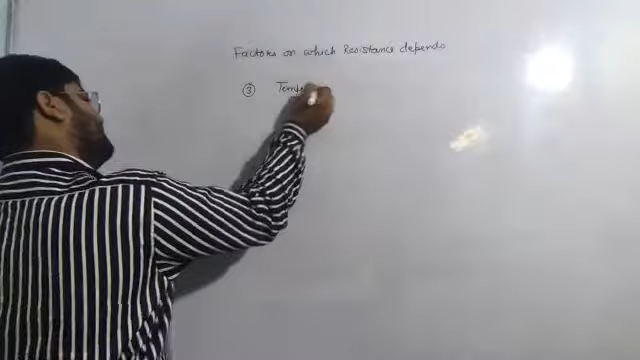 Factors on which Resistance depends
③ Temp